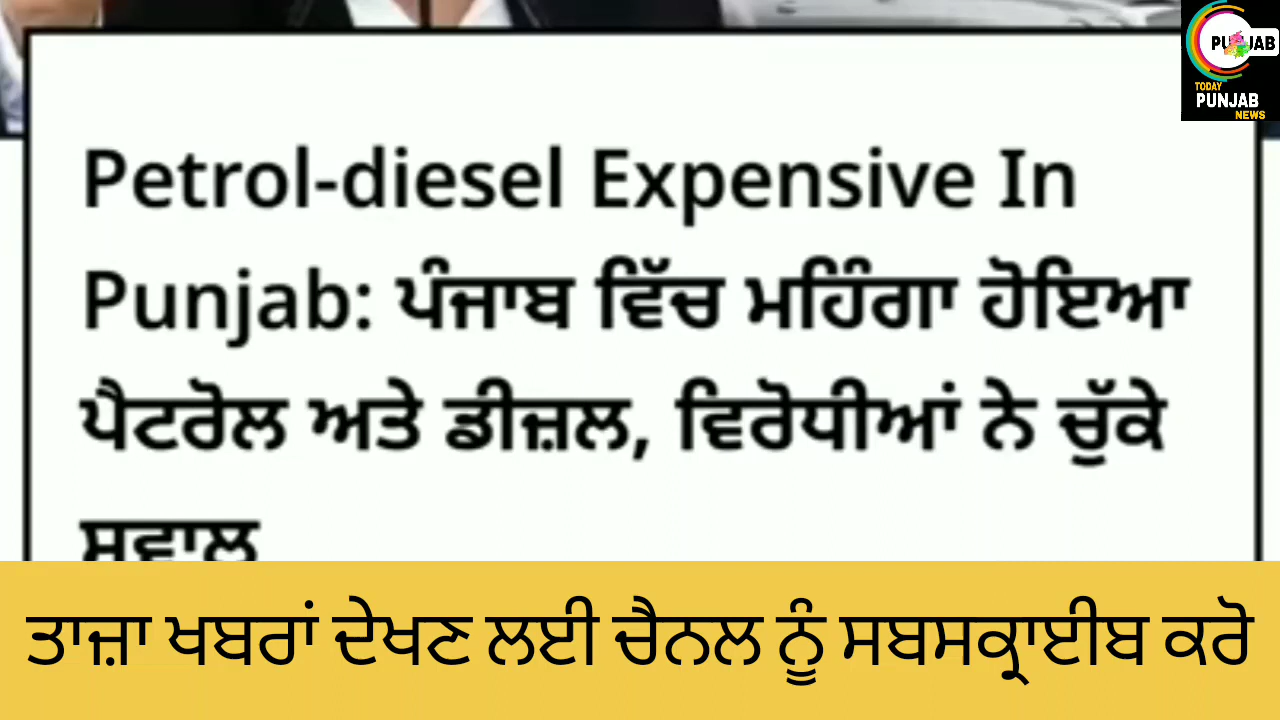 PUNJAB
TODAY
PUNJAB
NEWS
Petrol-diesel Expensive In
Punjab: ਪੰਜਾਬ ਵਿੱਚ ਮਹਿੰਗਾ ਹੋਇਆ
ਪੈਟਰੋਲ ਅਤੇ ਡੀਜ਼ਲ, ਵਿਰੋਧੀਆਂ ਨੇ ਚੁੱਕੇ
ਸਵਾਲ
ਤਾਜ਼ਾ ਖਬਰਾਂ ਦੇਖਣ ਲਈ ਚੈਨਲ ਨੂੰ ਸਬਸਕ੍ਰਾਈਬ ਕਰੋ